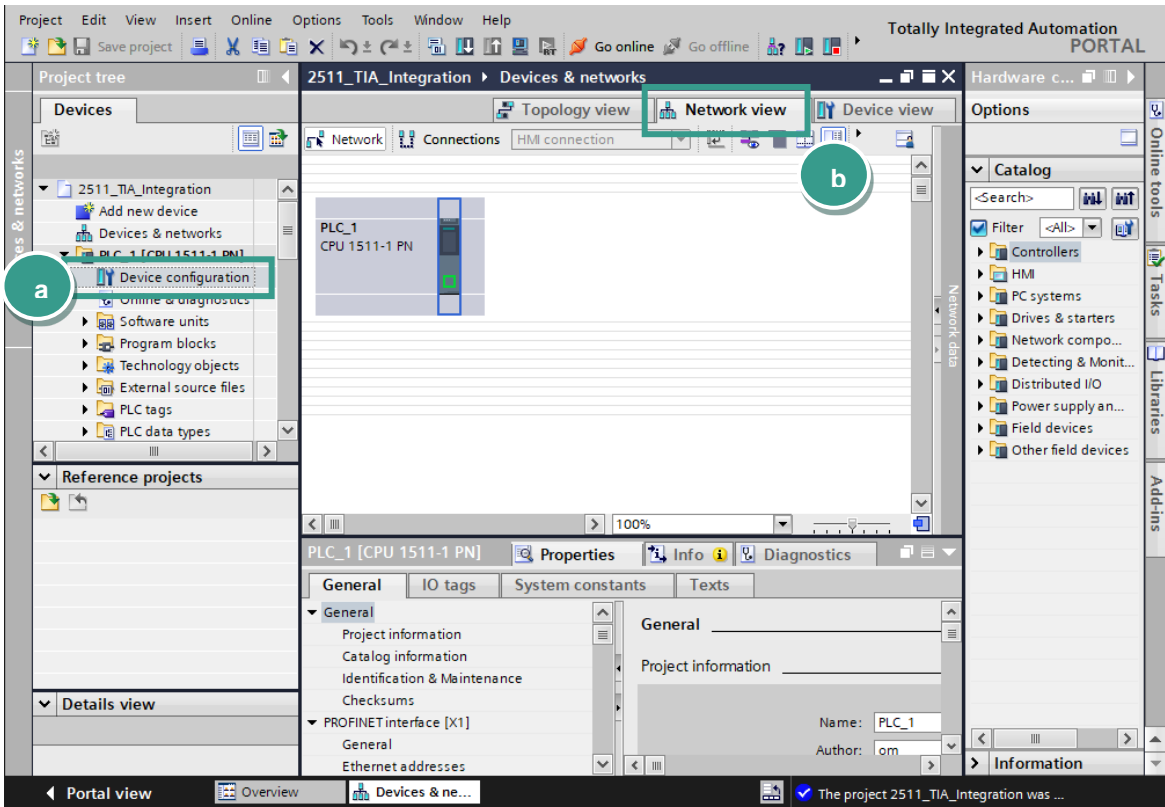 Project Edit View Insert Online Options Tools Window Help
Totally Integrated Automation
PORTAL
Save project
Go online
Go offline
Project tree
2511_TIA_Integration
Devices & networks
Hardware c...
Devices
Topology view
Network view
Device view
Options
Network
Connections
HMI connection
b
2511_TIA_Integration
Add new device
Devices & networks
PLC_1 [CPU 1511-1 PN]
a
Device configuration
Online & diagnostics
Software units
Program blocks
Technology objects
External source files
PLC tags
PLC data types
Reference projects
Details view
PLC_1
CPU 1511-1 PN
Network data
100%
Catalog
<Search>
Filter
<All>
Controllers
HMI
PC systems
Drives & starters
Network compo...
Detecting & Monit...
Distributed I/O
Power supply an...
Field devices
Other field devices
Information
Online tools
Tasks
Libraries
Add-ins
PLC_1 [CPU 1511-1 PN]
Properties
Info
Diagnostics
General
IO tags
System constants
Texts
General
Project information
Catalog information
Identification & Maintenance
Checksums
PROFINET interface [X1]
General
Ethernet addresses
General
Project information
Name: PLC_1
Author: om
Portal view
Overview
Devices & ne...
The project 2511_TIA_Integration was ...